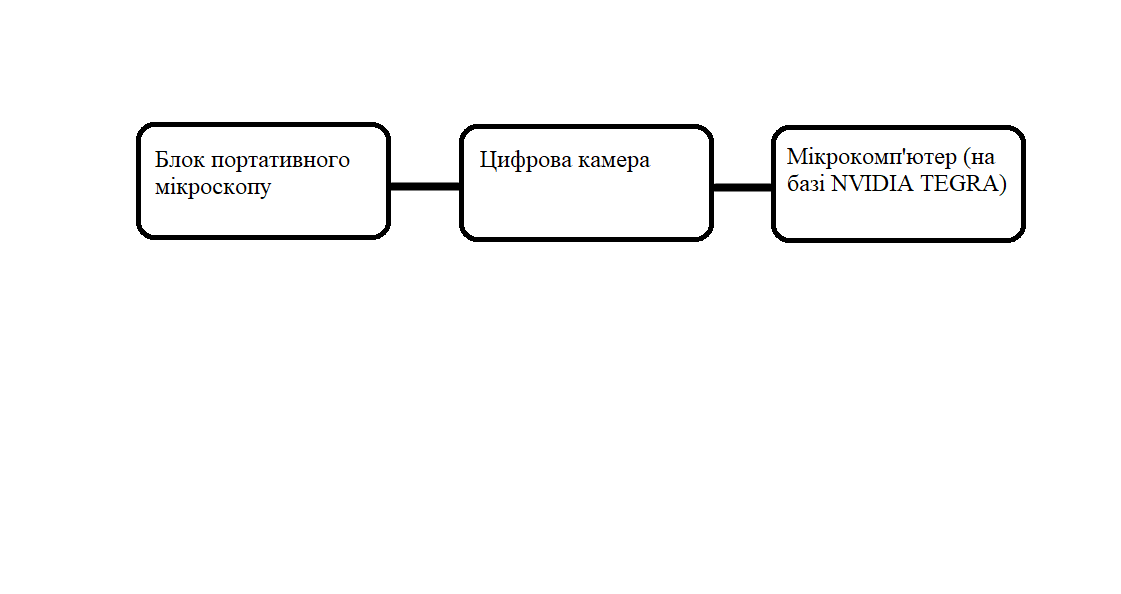 Блок портативного
мікроскопу
Цифрова камера
Мікрокомп'ютер (на
базі NVIDIA TEGRA)